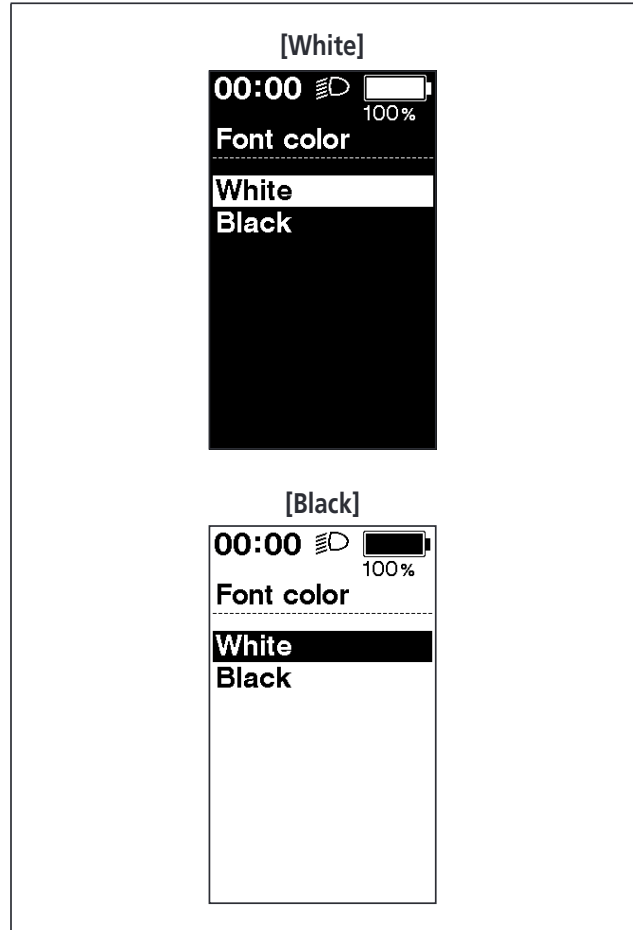 [White]
00:00
100%
Font color
White
Black
[Black]
00:00
100%
Font color
White
Black